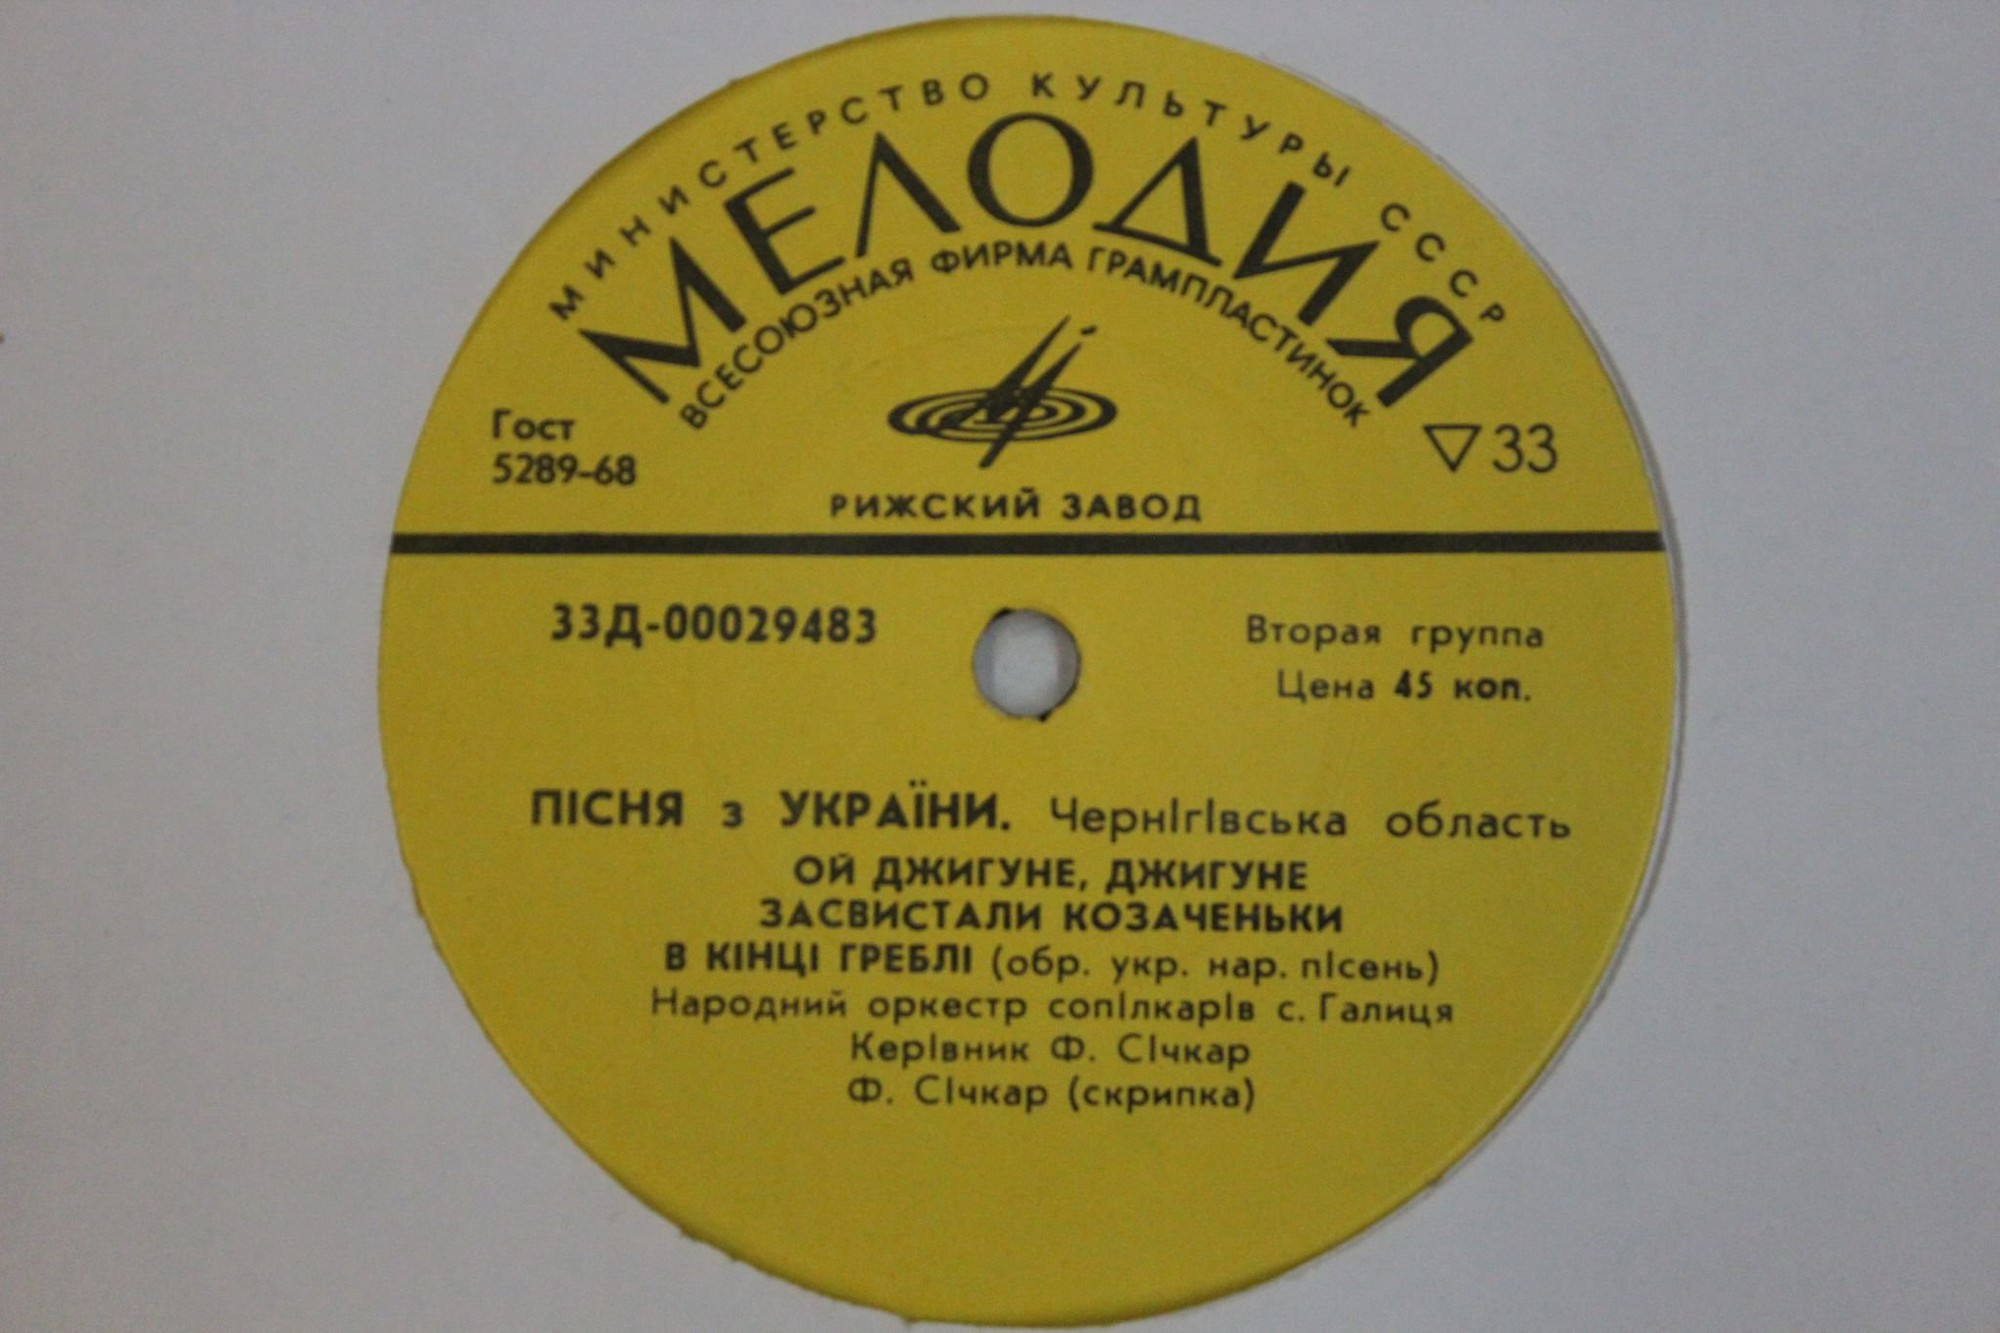 МИНИСТЕРСТВО КУЛЬТУРЫ СССР
МЕЛОДИЯ
ВСЕСОЮЗНАЯ ФИРМА ГРАМПЛАСТИНОК
Гост
5289-68
▽33
РИЖСКИЙ ЗАВОД
33Д-00029483
Вторая группа
Цена 45 коп.
ПІСНЯ з УКРАЇНИ. Чернігівська область
ОЙ ДЖИГУНЕ, ДЖИГУНЕ
ЗАСВИСТАЛИ КОЗАЧЕНЬКИ
В КІНЦІ ГРЕБЛІ (обр. укр. нар. пісень)
Народний оркестр сопілкарів с. Галиця
Керівник Ф. Січкар
Ф. Січкар (скрипка)